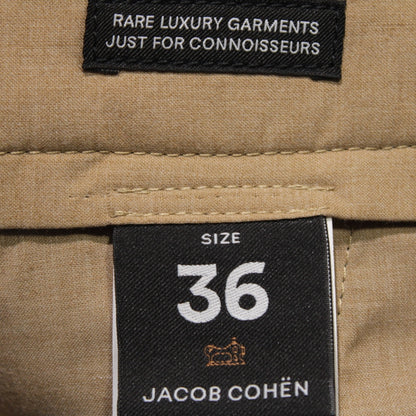 RARE LUXURY GARMENTS
JUST FOR CONNOISSEURS
SIZE
36
JACOB COHËN